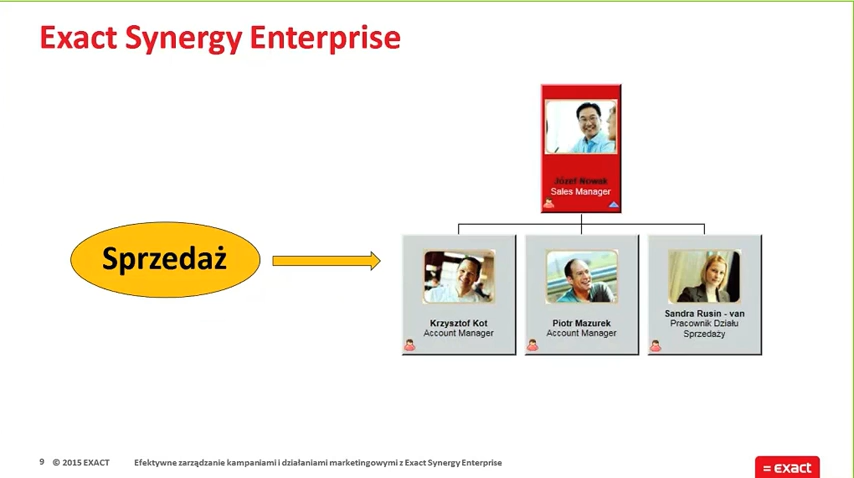 Exact Synergy Enterprise
Józef Nowak
Sales Manager
Sprzedaż
Krzysztof Kot
Account Manager
Piotr Mazurek
Account Manager
Sandra Rusin - van
Pracownik Działu
Sprzedaży
9 © 2015 EXACT Efektywne zarządzanie kampaniami i działaniami marketingowymi z Exact Synergy Enterprise
= exact